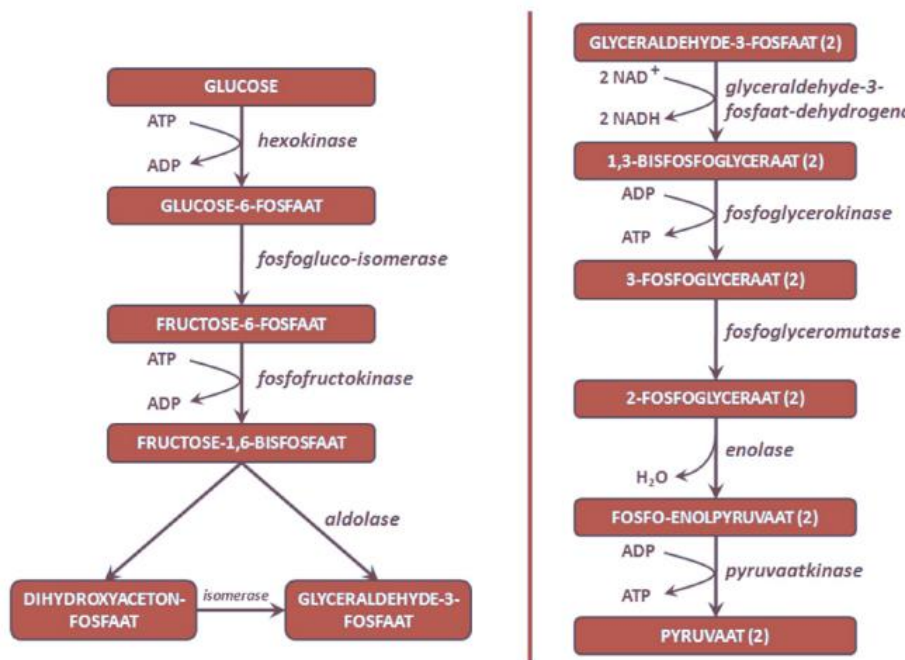 GLUCOSE
ATP
hexokinase
ADP
GLUCOSE-6-FOSFAAT
fosfogluco-isomerase
FRUCTOSE-6-FOSFAAT
ATP
fosfofructokinase
ADP
FRUCTOSE-1,6-BISFOSFAAT
aldolase
DIHYDROXYACETON-
FOSFAAT
isomerase
GLYCERALDEHYDE-3-
FOSFAAT
GLYCERALDEHYDE-3-FOSFAAT (2)
2 NAD⁺
glyceraldehyde-3-
fosfaat-dehydrogena
2 NADH
1,3-BISFOSFOGLYCERAAT (2)
ADP
fosfoglycerokinase
ATP
3-FOSFOGLYCERAAT (2)
fosfoglyceromutase
2-FOSFOGLYCERAAT (2)
enolase
H₂O
FOSFO-ENOLPYRUVAAT (2)
ADP
pyruvaatkinase
ATP
PYRUVAAT (2)